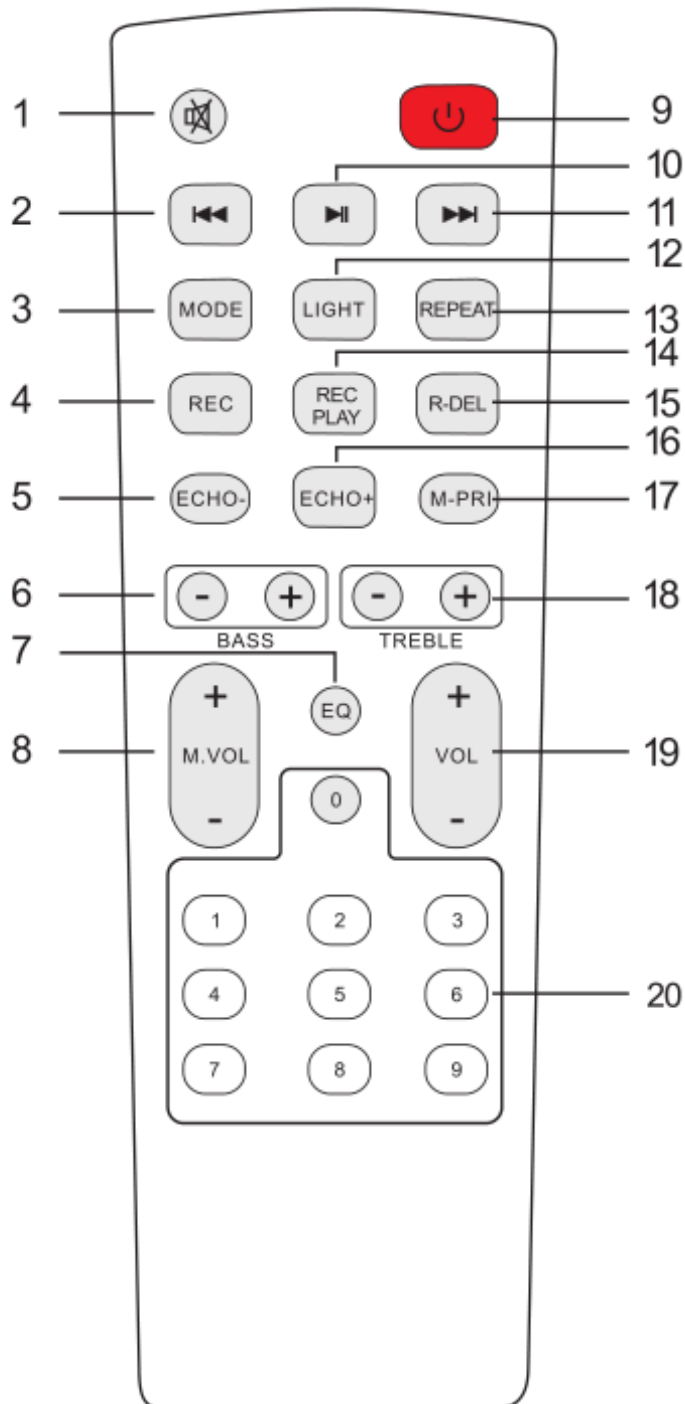 1
9
10
2
11
12
3 MODE LIGHT REPEAT
13
14
4 REC REC PLAY R-DEL 15
16
5 ECHO- ECHO+ M-PRI 17
6 - + - + 18
BASS TREBLE
7
+ EQ +
8 M.VOL VOL 19
- 0 -
1 2 3
4 5 6 20
7 8 9